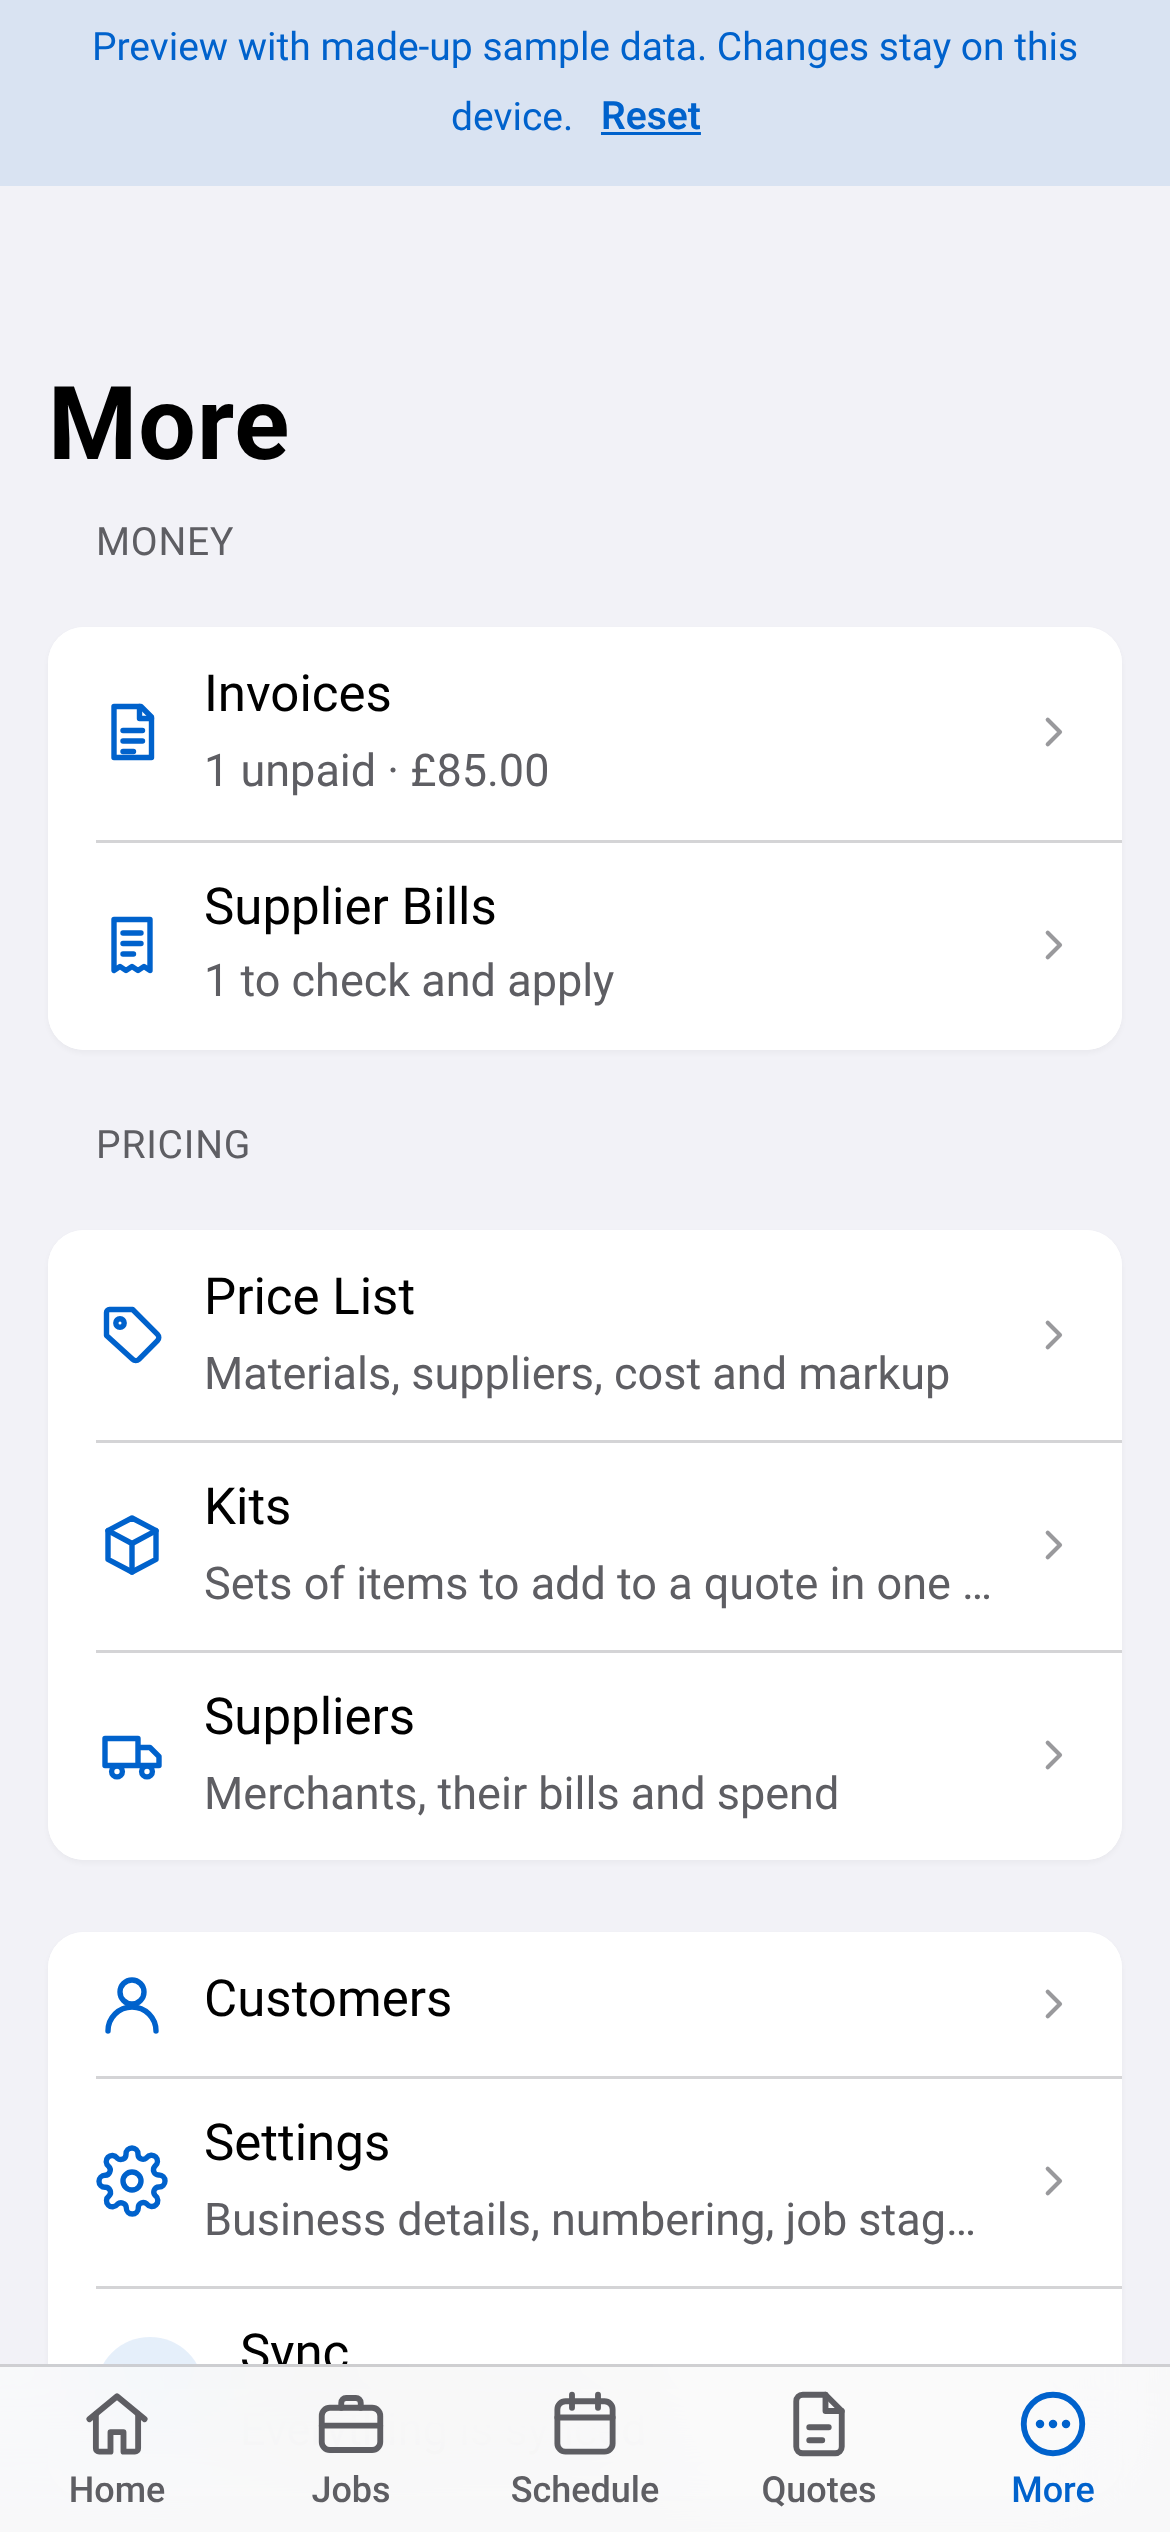 Preview with made-up sample data. Changes stay on this
device. Reset
More
MONEY
Invoices
1 unpaid · £85.00
Supplier Bills
1 to check and apply
PRICING
Price List
Materials, suppliers, cost and markup
Kits
Sets of items to add to a quote in one ...
Suppliers
Merchants, their bills and spend
Customers
Settings
Business details, numbering, job stag...
Sync
Home
Jobs
Schedule
Quotes
More